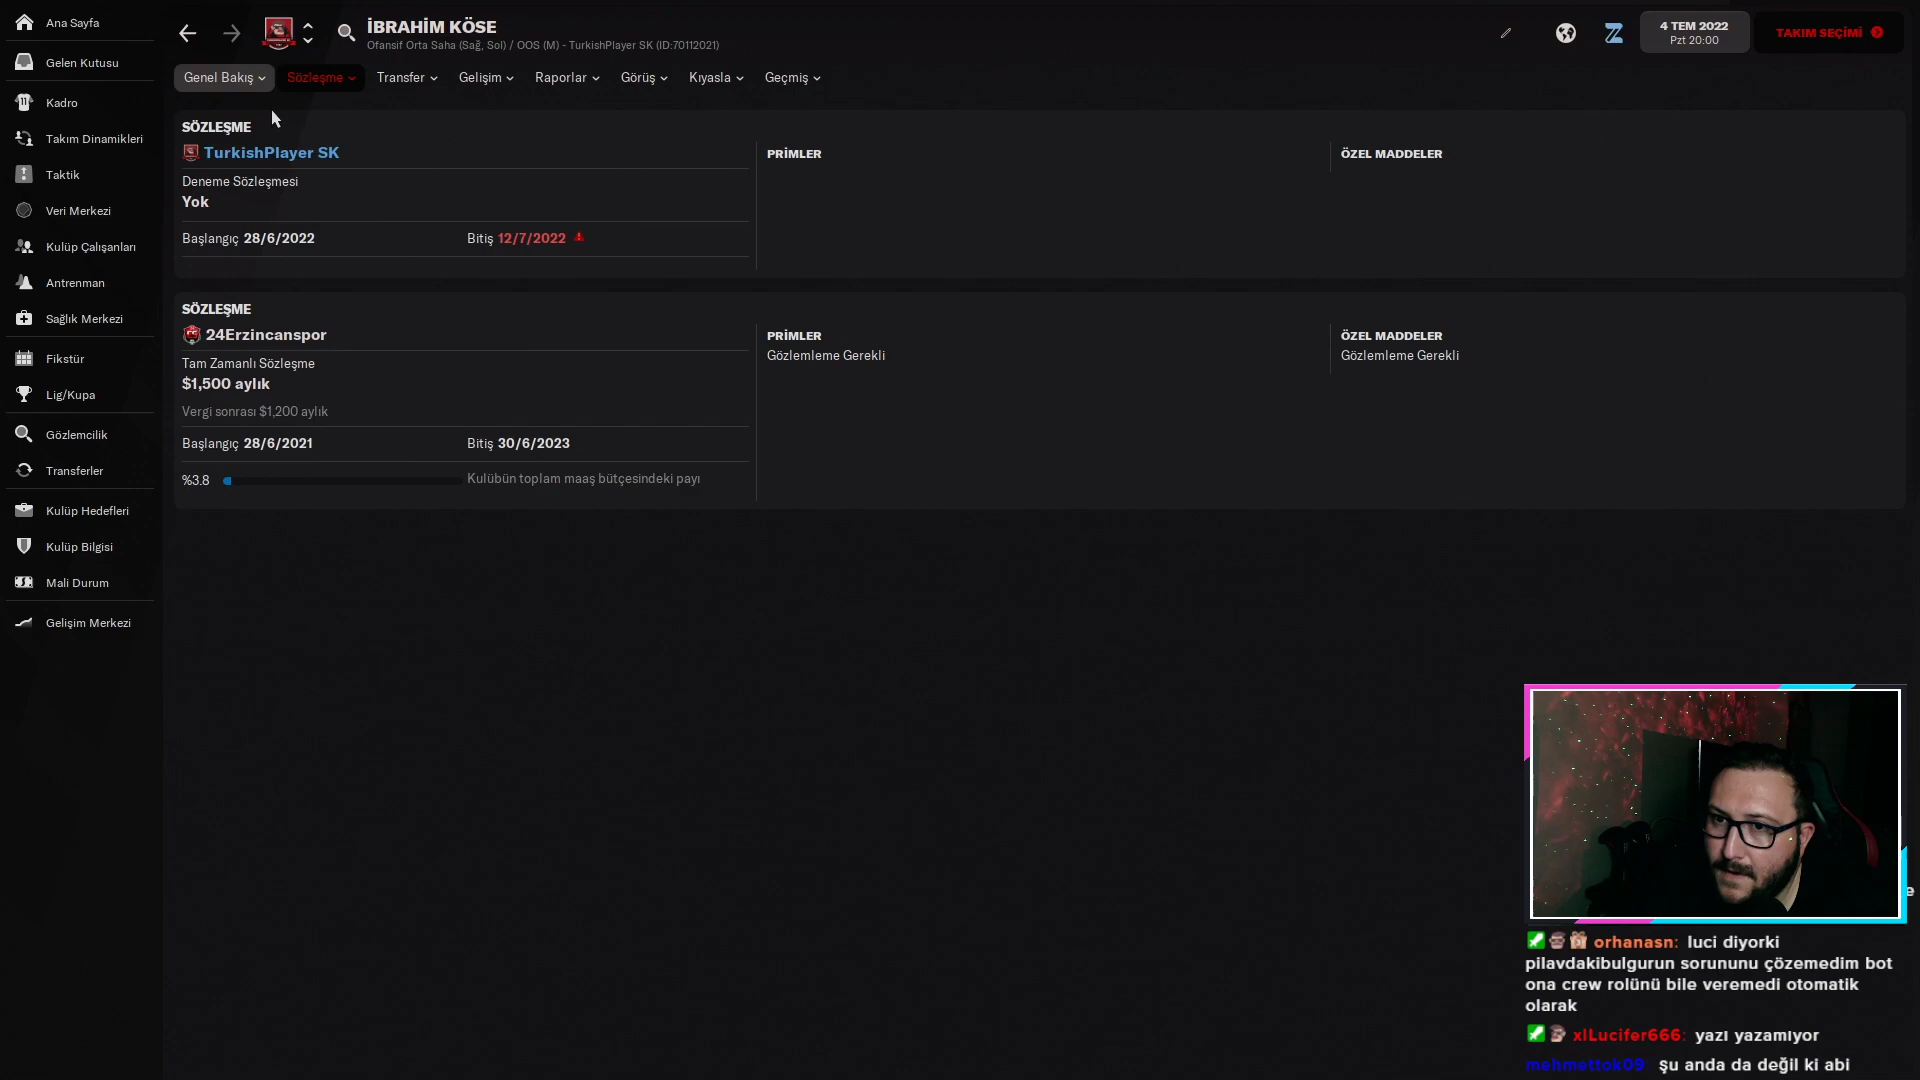 Ana Sayfa
Gelen Kutusu
Kadro
Takım Dinamikleri
Taktik
Veri Merkezi
Kulüp Çalışanları
Antrenman
Sağlık Merkezi
Fikstür
Lig/Kupa
Gözlemcilik
Transferler
Kulüp Hedefleri
Kulüp Bilgisi
Mali Durum
Gelişim Merkezi
İBRAHİM KÖSE
Ofansif Orta Saha (Sağ, Sol) / OOS (M) - TurkishPlayer SK (ID:70112021)
4 TEM 2022
Pzt 20:00
TAKIM SEÇİMİ
Genel Bakış Sözleşme Transfer Gelişim Raporlar Görüş Kıyasla Geçmiş
SÖZLEŞME
TurkishPlayer SK
Deneme Sözleşmesi
Yok
Başlangıç 28/6/2022 Bitiş 12/7/2022
PRİMLER
ÖZEL MADDELER
SÖZLEŞME
24Erzincanspor
Tam Zamanlı Sözleşme
$1,500 aylık
Vergi sonrası $1,200 aylık
Başlangıç 28/6/2021 Bitiş 30/6/2023
%3.8 Kulübün toplam maaş bütçesindeki payı
PRİMLER
Gözlemleme Gerekli
ÖZEL MADDELER
Gözlemleme Gerekli
orhanasn: luci diyorki
pilavdakibulgurun sorununu çözemedim bot
ona crew rolünü bile veremedi otomatik
olarak
xlLucifer666: yazı yazamıyor
mehmettok09: şu anda da değil ki abi